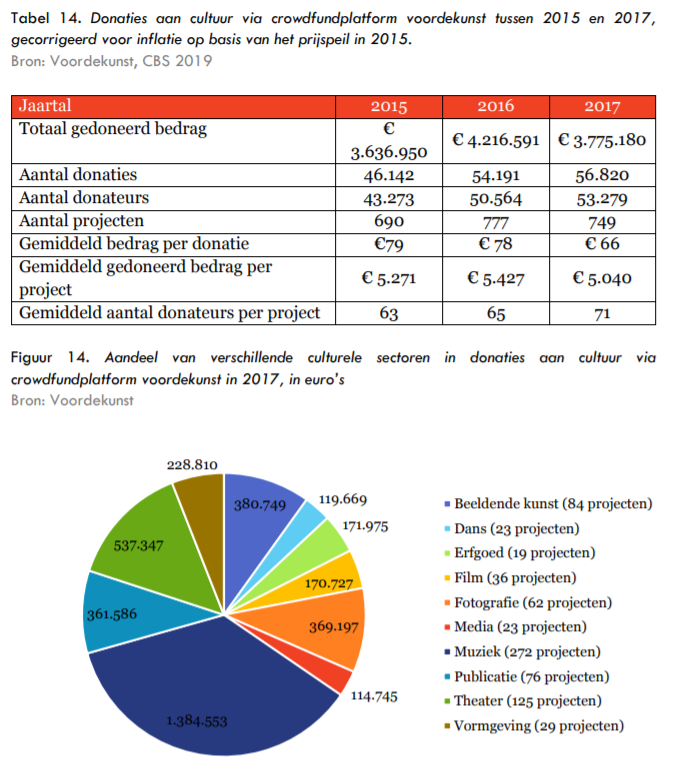 Tabel 14. Donaties aan cultuur via crowdfundplatform voordekunst tussen 2015 en 2017,
gecorrigeerd voor inflatie op basis van het prijspeil in 2015.
Bron: Voordekunst, CBS 2019
Jaartal 2015 2016 2017
Totaal gedoneerd bedrag € 3.636.950 € 4.216.591 € 3.775.180
Aantal donaties 46.142 54.191 56.820
Aantal donateurs 43.273 50.564 53.279
Aantal projecten 690 777 749
Gemiddeld bedrag per donatie €79 € 78 € 66
Gemiddeld gedoneerd bedrag per
project € 5.271 € 5.427 € 5.040
Gemiddeld aantal donateurs per project 63 65 71
Figuur 14. Aandeel van verschillende culturele sectoren in donaties aan cultuur via
crowdfundplatform voordekunst in 2017, in euro's
Bron: Voordekunst
228.810
380.749
119.669
171.975
537.347
170.727
361.586
369.197
114.745
1.384.553
Beeldende kunst (84 projecten)
Dans (23 projecten)
Erfgoed (19 projecten)
Film (36 projecten)
Fotografie (62 projecten)
Media (23 projecten)
Muziek (272 projecten)
Publicatie (76 projecten)
Theater (125 projecten)
Vormgeving (29 projecten)